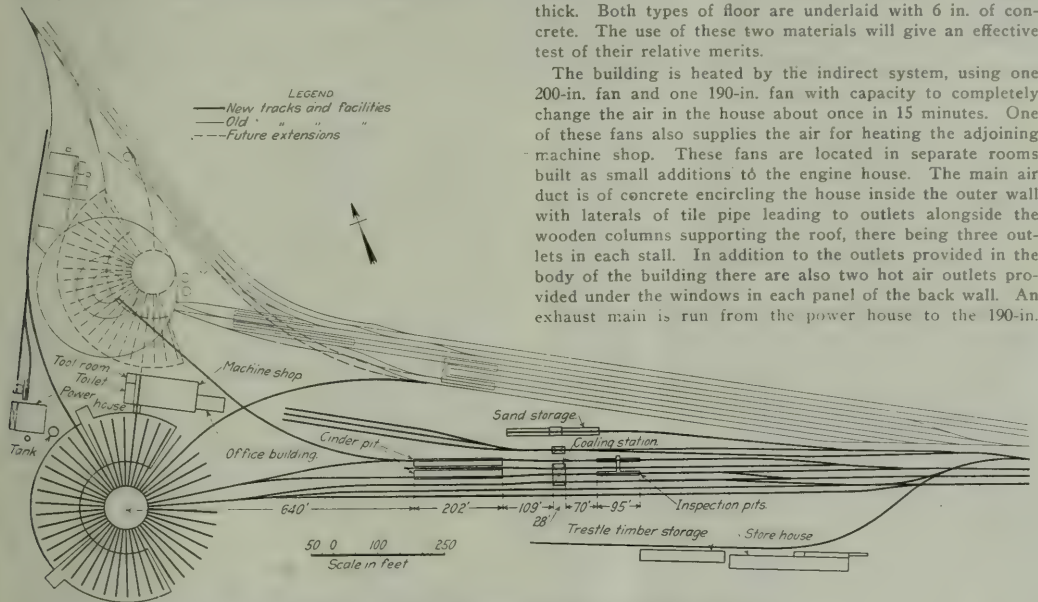 thick. Both types of floor are underlaid with 6 in. of con-
crete. The use of these two materials will give an effective
test of their relative merits.
The building is heated by the indirect system, using one
200-in. fan and one 190-in. fan with capacity to completely
change the air in the house about once in 15 minutes. One
of these fans also supplies the air for heating the adjoining
machine shop. These fans are located in separate rooms
built as small additions to the engine house. The main air
duct is of concrete encircling the house inside the outer wall
with laterals of tile pipe leading to outlets alongside the
wooden columns supporting the roof, there being three out-
lets in each stall. In addition to the outlets provided in the
body of the building there are also two hot air outlets pro-
vided under the windows in each panel of the back wall. An
exhaust main is run from the power house to the 190-in.
LEGEND
New tracks and facilities
Old " " "
Future extensions
Tool room
Toilet
Power
house
Machine shop
Tank
Sand storage
Cinder pit
Coaling station.
Office building.
Inspection pits.
640'
202'
109'
28'
70'
95'
Trestle timber storage
Store house
50 0 100 250
Scale in feet